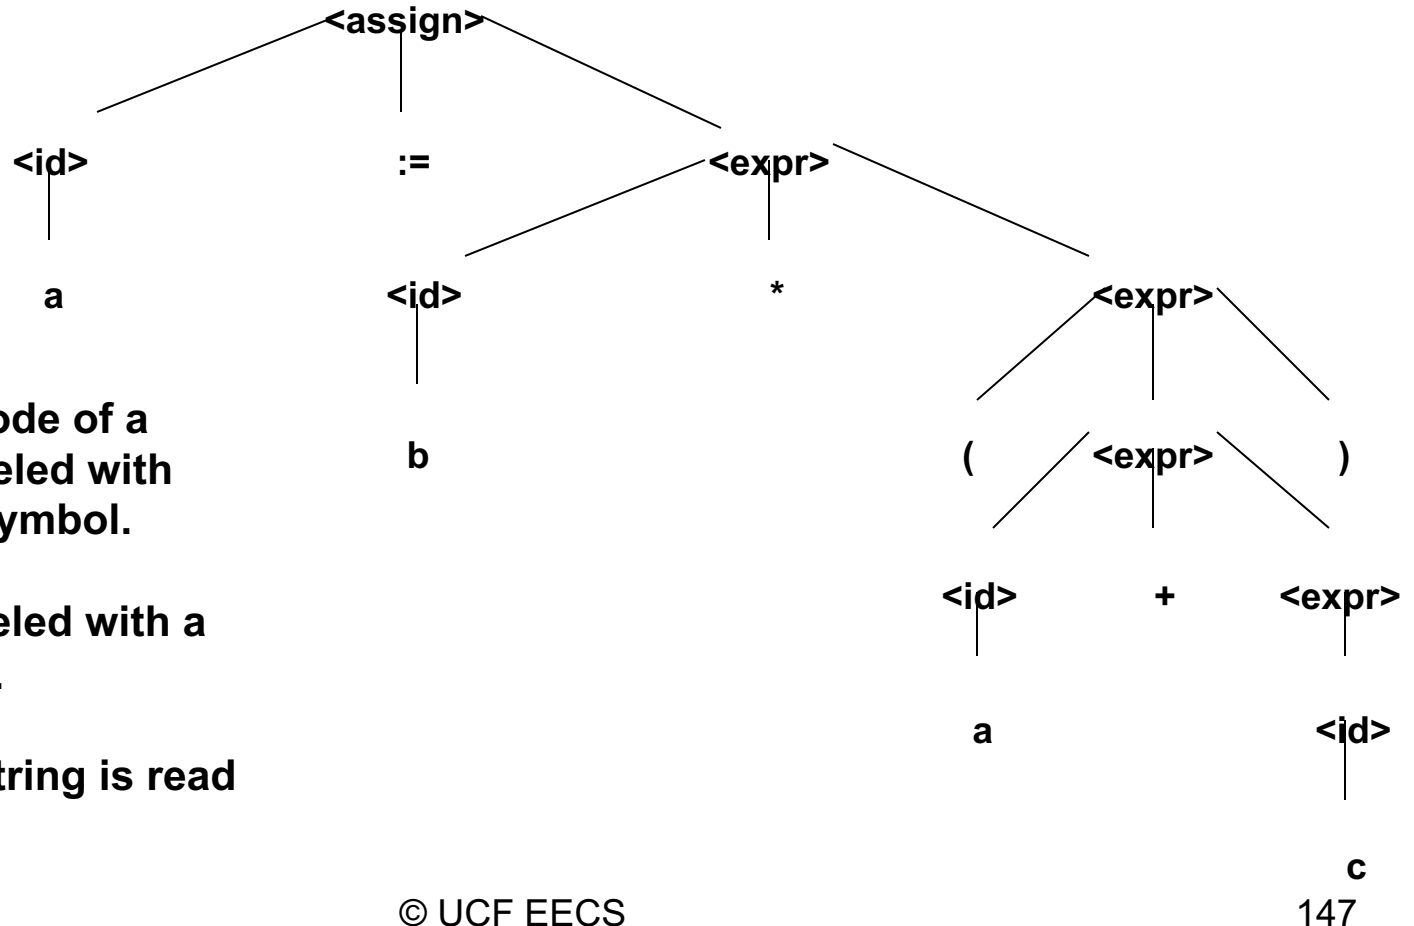 <assign>
<id> := <expr>
a <id> * <expr>
ode of a
eled with
ymbol.
b ( <expr> )
eled with a
.
<id> + <expr>
a <id>
tring is read
c
© UCF EECS 147